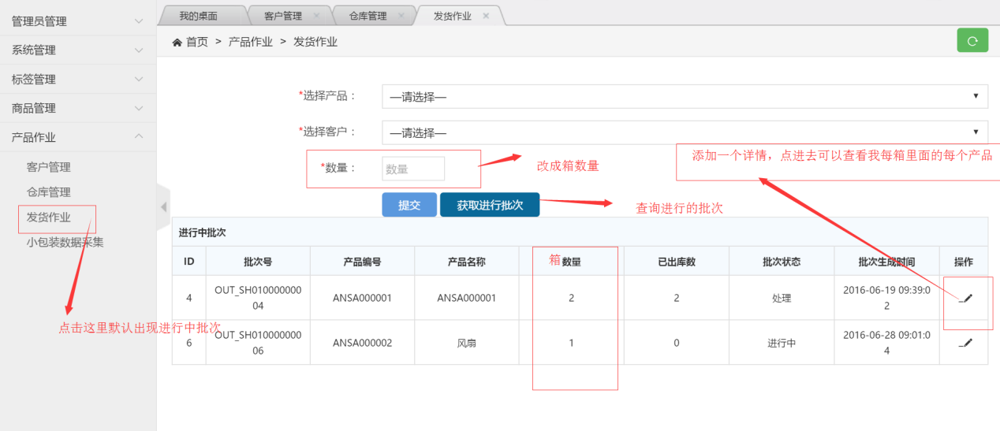 管理员管理
系统管理
标签管理
商品管理
产品作业
客户管理
仓库管理
发货作业
小包装数据采集
我的桌面 客户管理 仓库管理 发货作业
首页 > 产品作业 > 发货作业
*选择产品： —请选择—
*选择客户： —请选择—
*数量： 数量
改成箱数量
添加一个详情，点进去可以查看我每箱里面的每个产品
提交 获取进行批次
查询进行的批次
进行中批次
ID 批次号 产品编号 产品名称 箱 数量 已出库数 批次状态 批次生成时间 操作
4 OUT_SH01000000004 ANSA000001 ANSA000001 2 2 处理 2016-06-19 09:39:02
点击这里默认出现进行中批次
6 OUT_SH01000000006 ANSA000002 风扇 1 0 进行中 2016-06-28 09:01:04